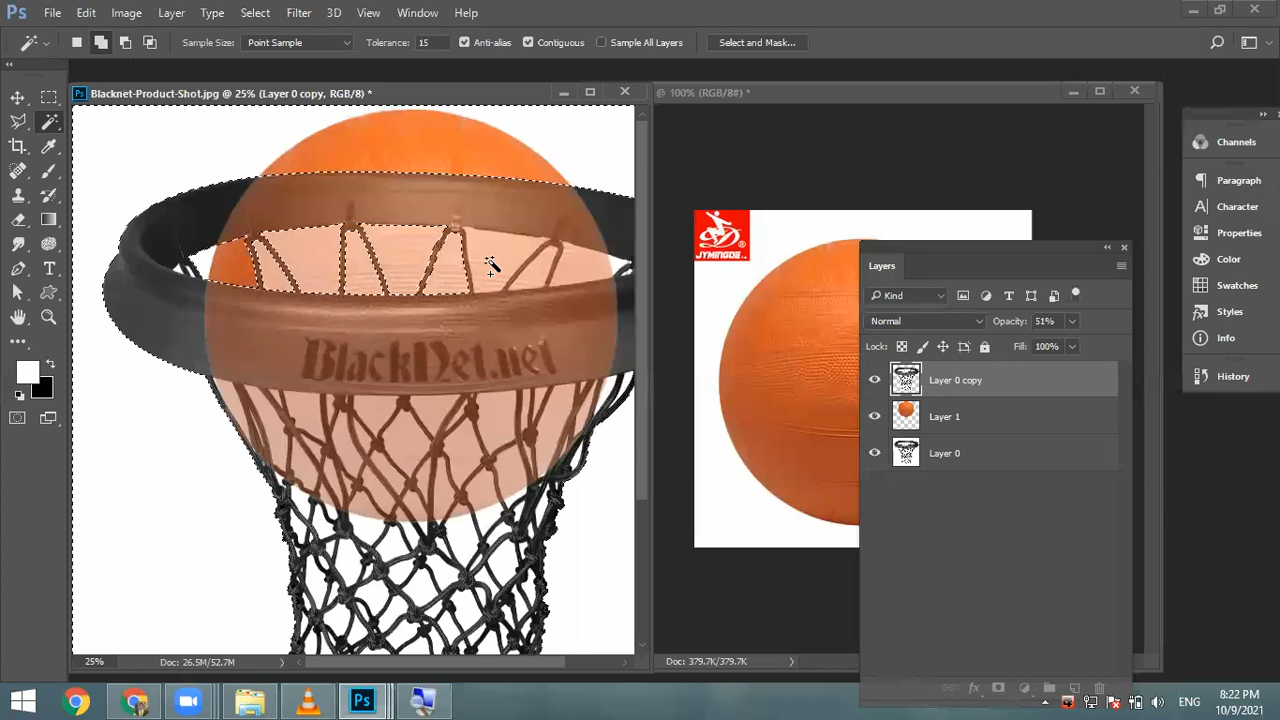 Ps File Edit Image Layer Type Select Filter 3D View Window Help
Sample Size: Point Sample Tolerance: 15 Anti-alias Contiguous Sample All Layers Select and Mask...
Ps Blacknet-Product-Shot.jpg @ 25% (Layer 0 copy, RGB/8) *
@ 100% (RGB/8#) *
BlackNet.net
JYMINGDE
Channels
Paragraph
Character
Properties
Color
Swatches
Styles
Info
History
Layers
Kind
Normal Opacity: 51%
Lock: Fill: 100%
Layer 0 copy
Layer 1
Layer 0
fx
25% Doc: 26.5M/52.7M
Doc: 379.7K/379.7K
Ps
ENG
8:22 PM
10/9/2021